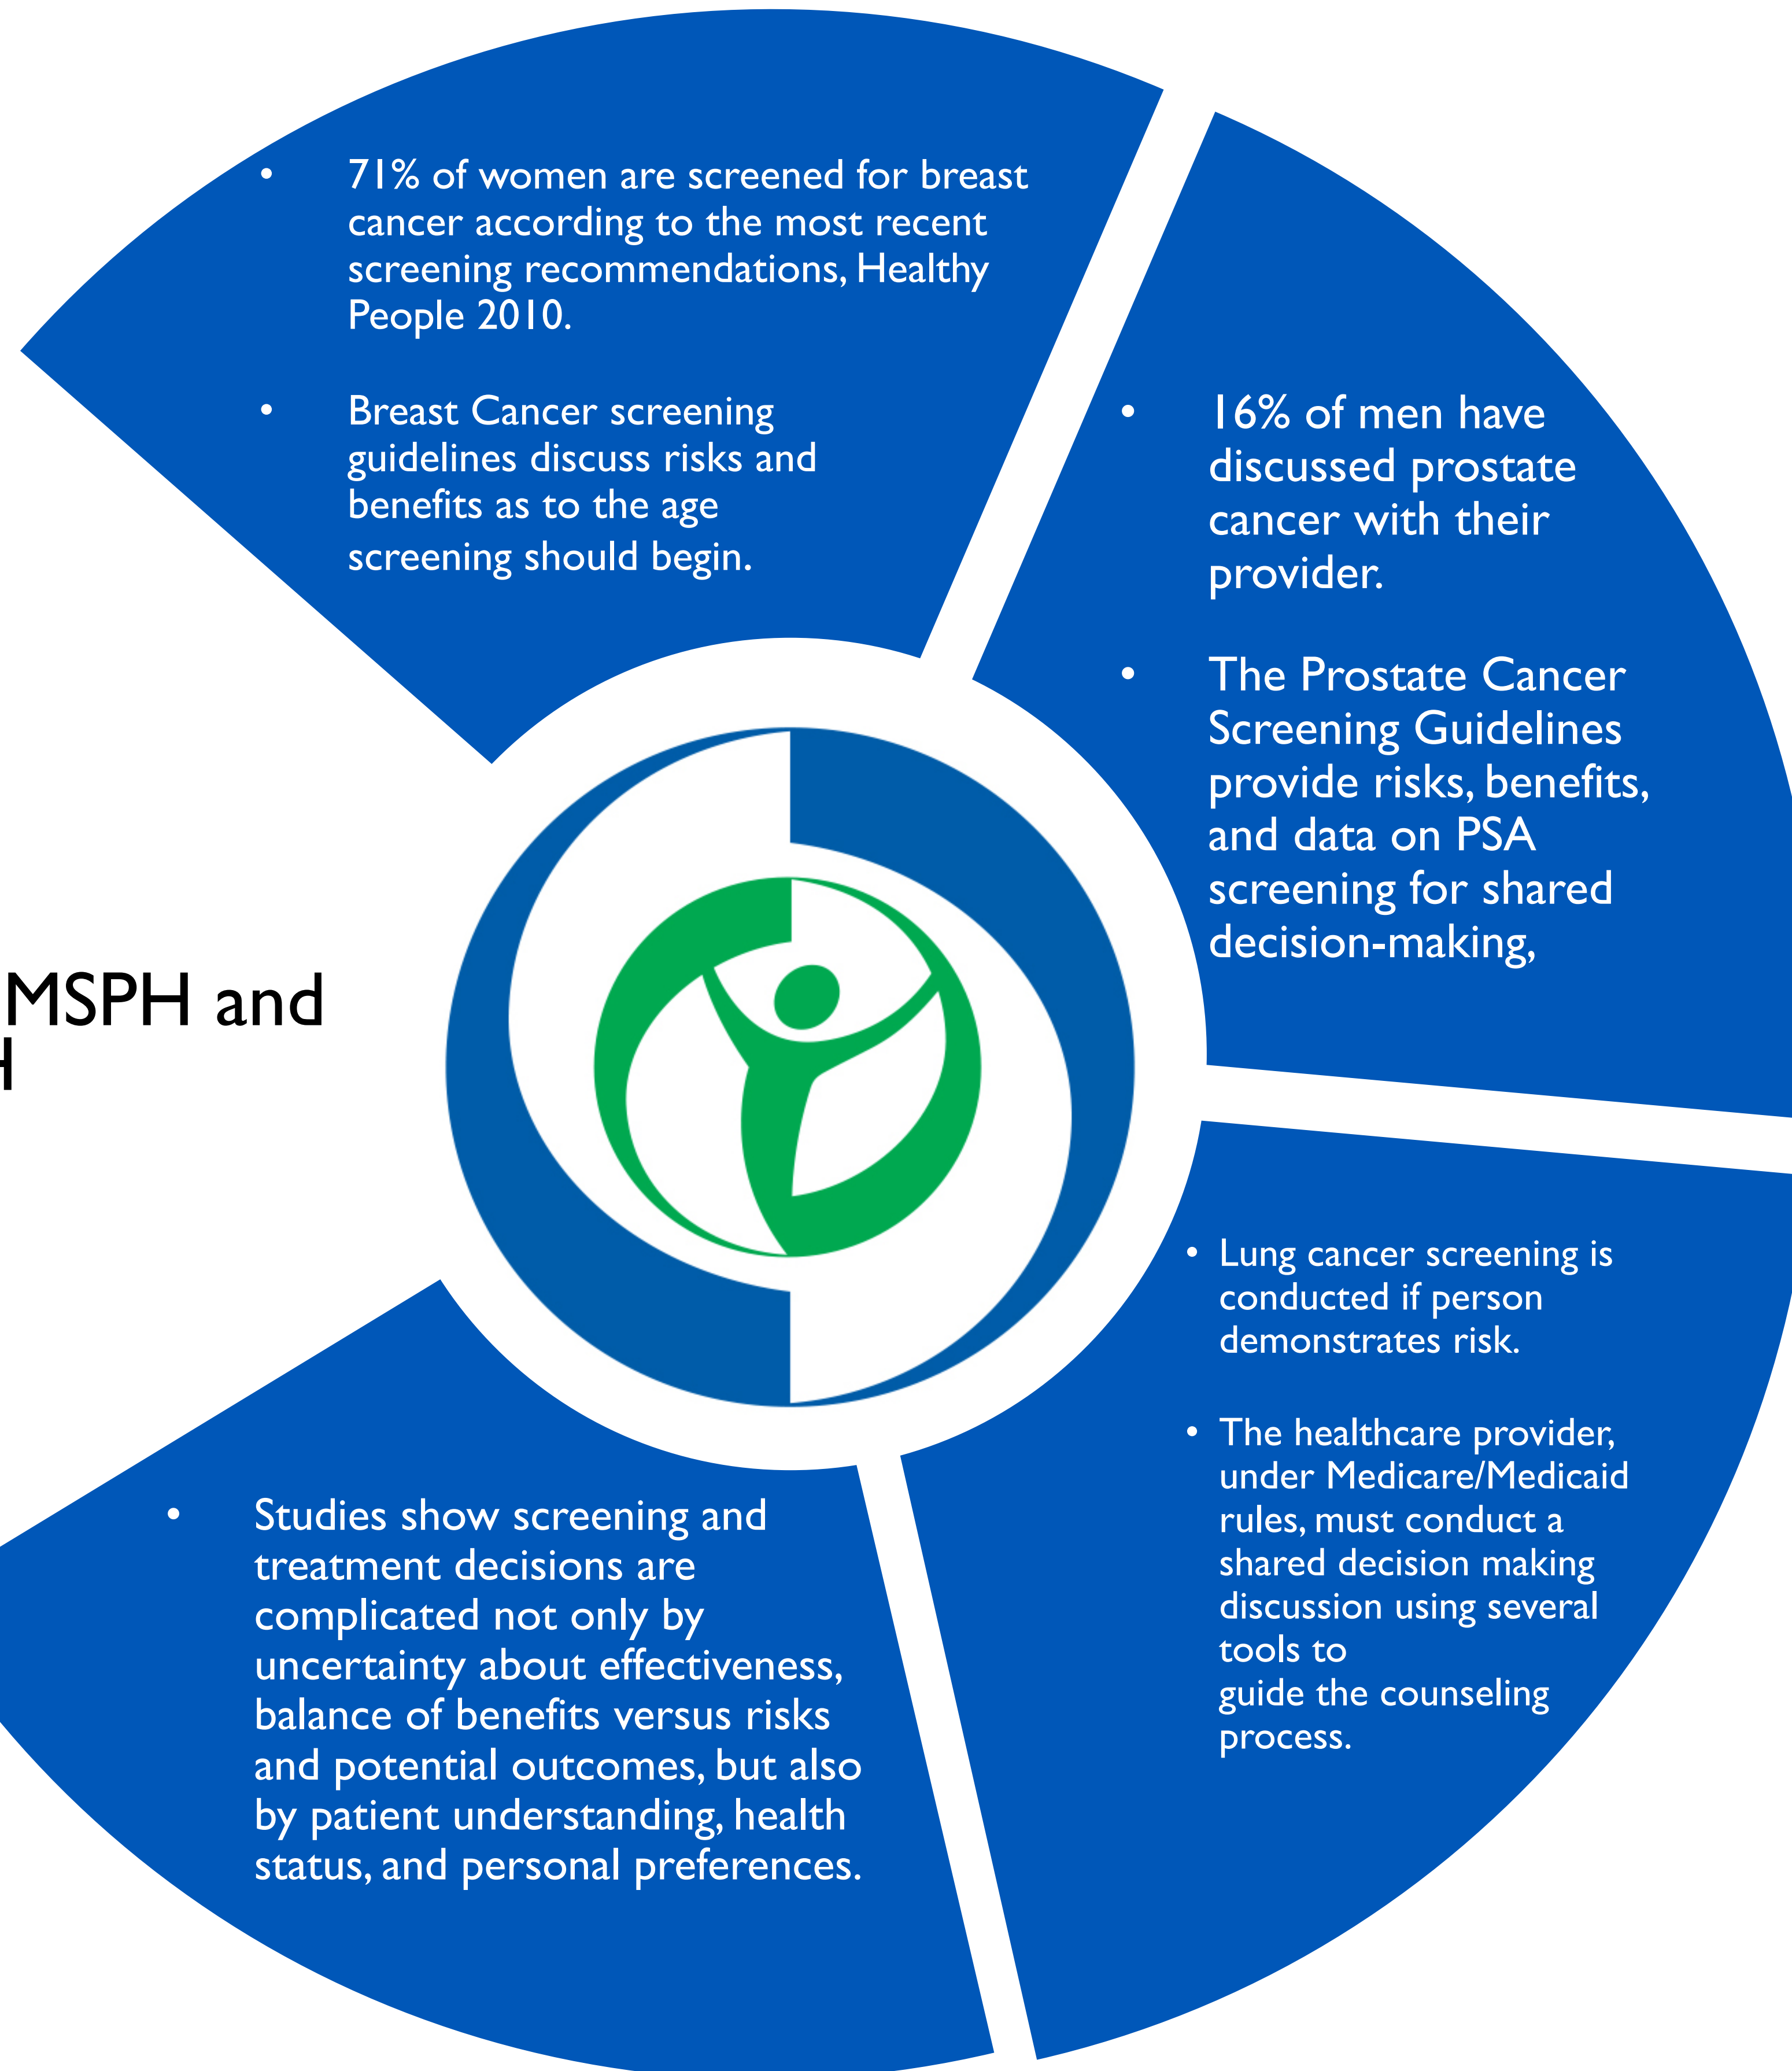 • 71% of women are screened for breast
cancer according to the most recent
screening recommendations, Healthy
People 2010.
• Breast Cancer screening
guidelines discuss risks and
benefits as to the age
screening should begin.
• 16% of men have
discussed prostate
cancer with their
provider.
• The Prostate Cancer
Screening Guidelines
provide risks, benefits,
and data on PSA
screening for shared
decision-making,
MSPH and
H
• Lung cancer screening is
conducted if person
demonstrates risk.
• The healthcare provider,
under Medicare/Medicaid
rules, must conduct a
shared decision making
discussion using several
tools to
guide the counseling
process.
• Studies show screening and
treatment decisions are
complicated not only by
uncertainty about effectiveness,
balance of benefits versus risks
and potential outcomes, but also
by patient understanding, health
status, and personal preferences.